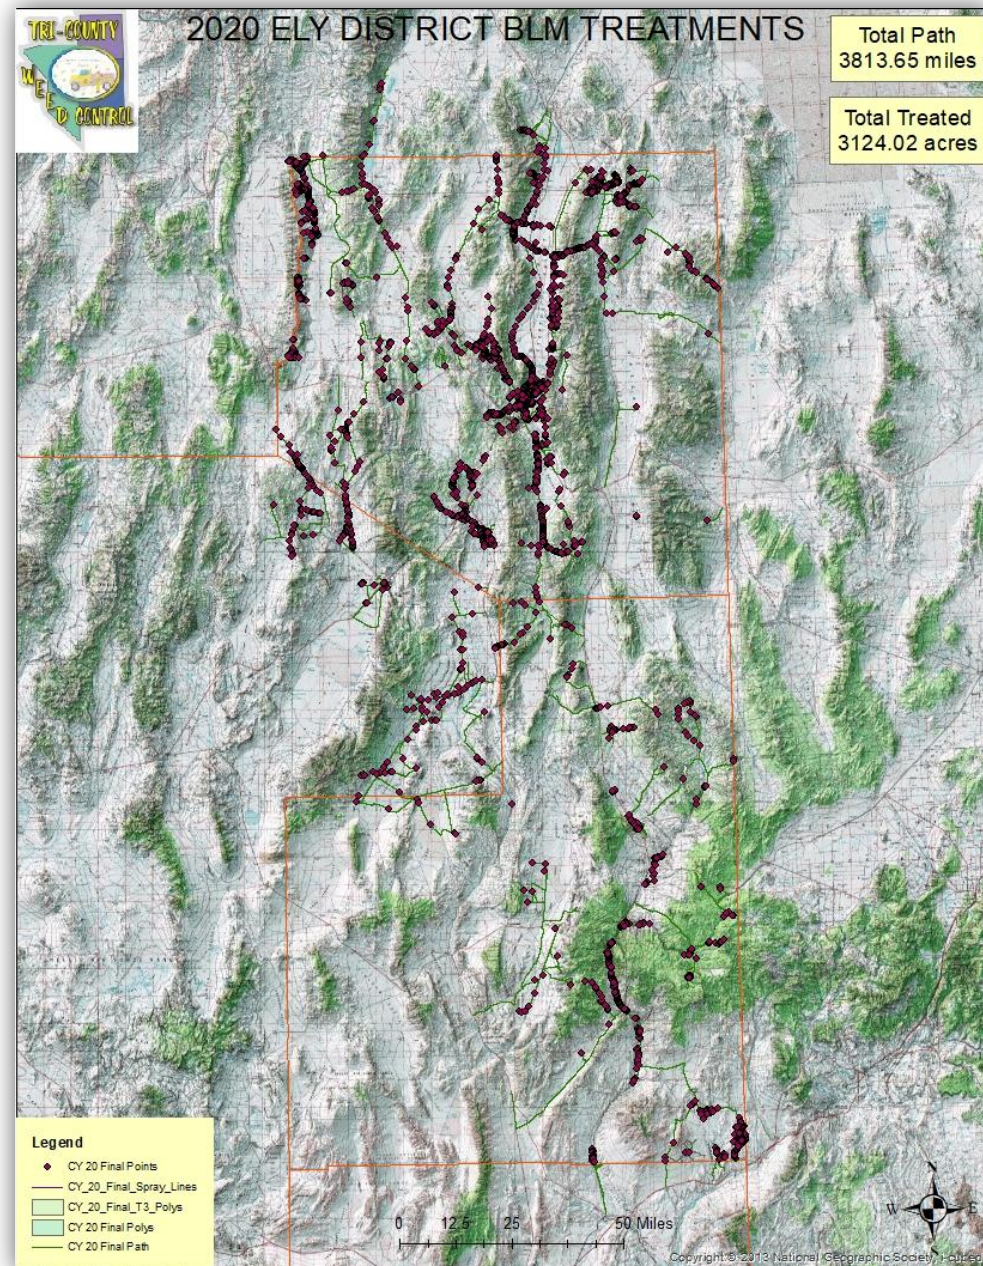 TRI-COUNTY
WEED CONTROL
2020 ELY DISTRICT BLM TREATMENTS
Total Path
3813.65 miles
Total Treated
3124.02 acres
Legend
CY 20 Final Points
CY_20_Final_Spray_Lines
CY_20_Final_T3_Polys
CY 20 Final Polys
CY 20 Final Path
0 12.5 25 50 Miles
N
W E
S
Copyright:© 2013 National Geographic Society, i-cubed